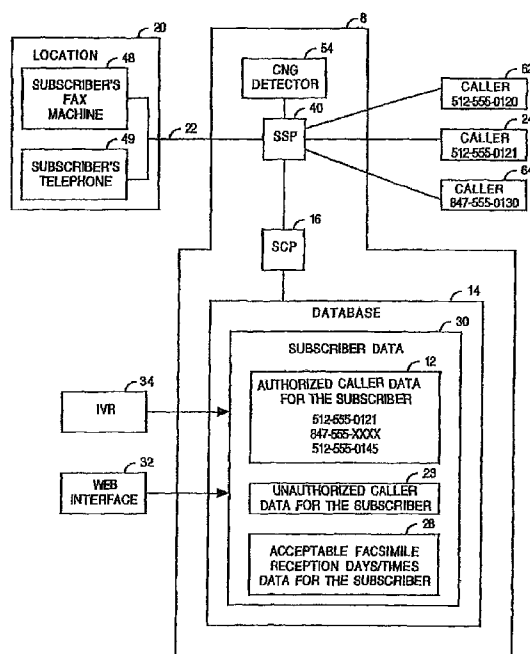 20
LOCATION
48
SUBSCRIBER'S
FAX
MACHINE
49
SUBSCRIBER'S
TELEPHONE
22
8
54
CNG
DETECTOR
40
SSP
62
CALLER
512-555-0120
24
CALLER
512-555-0121
64
CALLER
847-555-0130
16
SCP
14
DATABASE
30
SUBSCRIBER DATA
12
AUTHORIZED CALLER DATA
FOR THE SUBSCRIBER
512-555-0121
847-555-XXXX
512-555-0145
34
IVR
32
WEB
INTERFACE
29
UNAUTHORIZED CALLER
DATA FOR THE SUBSCRIBER
28
ACCEPTABLE FACSIMILE
RECEPTION DAYS/TIMES
DATA FOR THE SUBSCRIBER